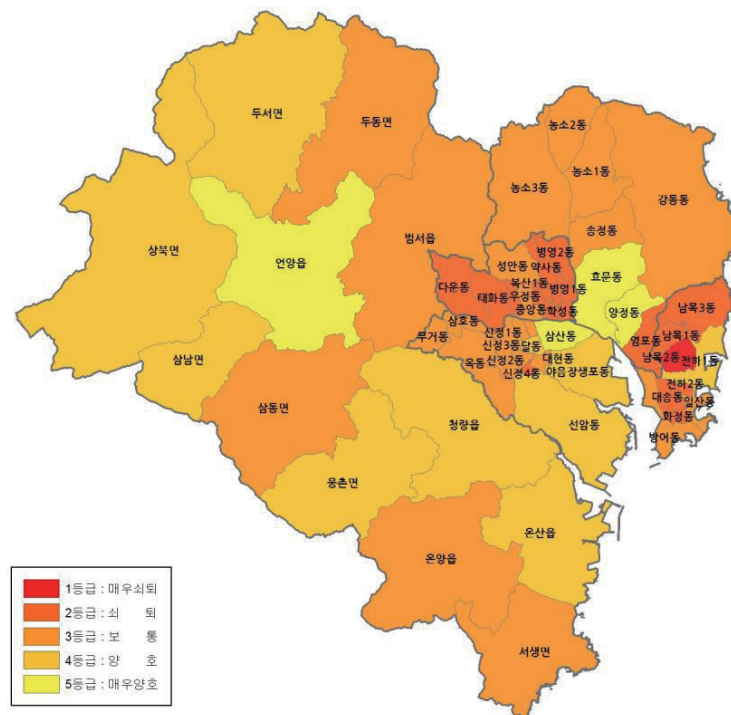 두서면
두동면
농소2동
농소1동
농소3동
강동동
송정동
상북면
언양읍
범서읍
병영2동
성안동
약사동
효문동
다운동
복산1동
병영1동
태화동
우정동
중앙동
학성동
양정동
남목3동
무거동
삼호동
신정1동
삼산동
염포동
남목1동
신정3동
달동
남목2동
전하1동
삼남면
옥동
신정2동
대현동
신정4동
야음장생포동
전하2동
삼동면
대송동
일산동
화정동
청량읍
선암동
방어동
웅촌면
온산읍
온양읍
서생면
1등급 : 매우쇠퇴
2등급 : 쇠 퇴
3등급 : 보 통
4등급 : 양 호
5등급 : 매우양호